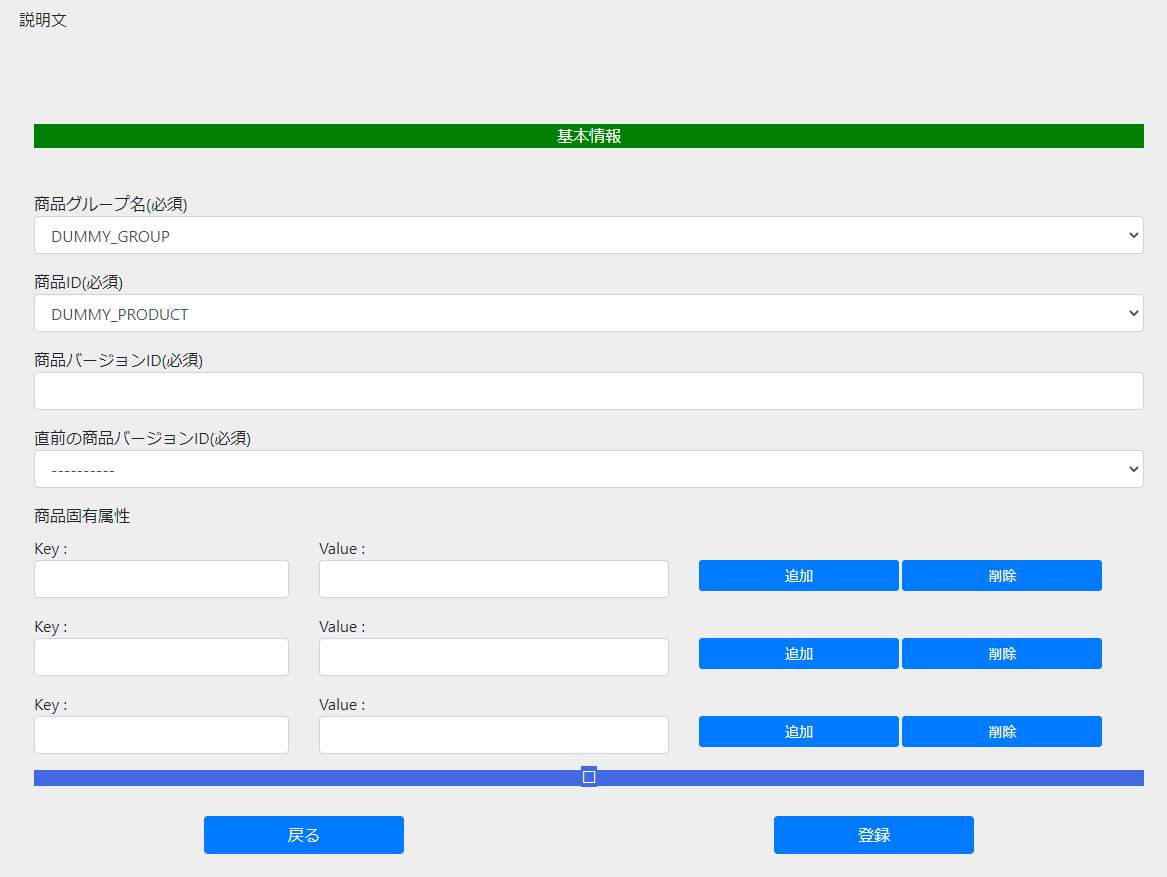 説明文
基本情報
商品グループ名(必須)
DUMMY_GROUP
商品ID(必須)
DUMMY_PRODUCT
商品バージョンID(必須)
直前の商品バージョンID(必須)
----------
商品固有属性
Key : Value :
追加 削除
Key : Value :
追加 削除
Key : Value :
追加 削除
戻る 登録